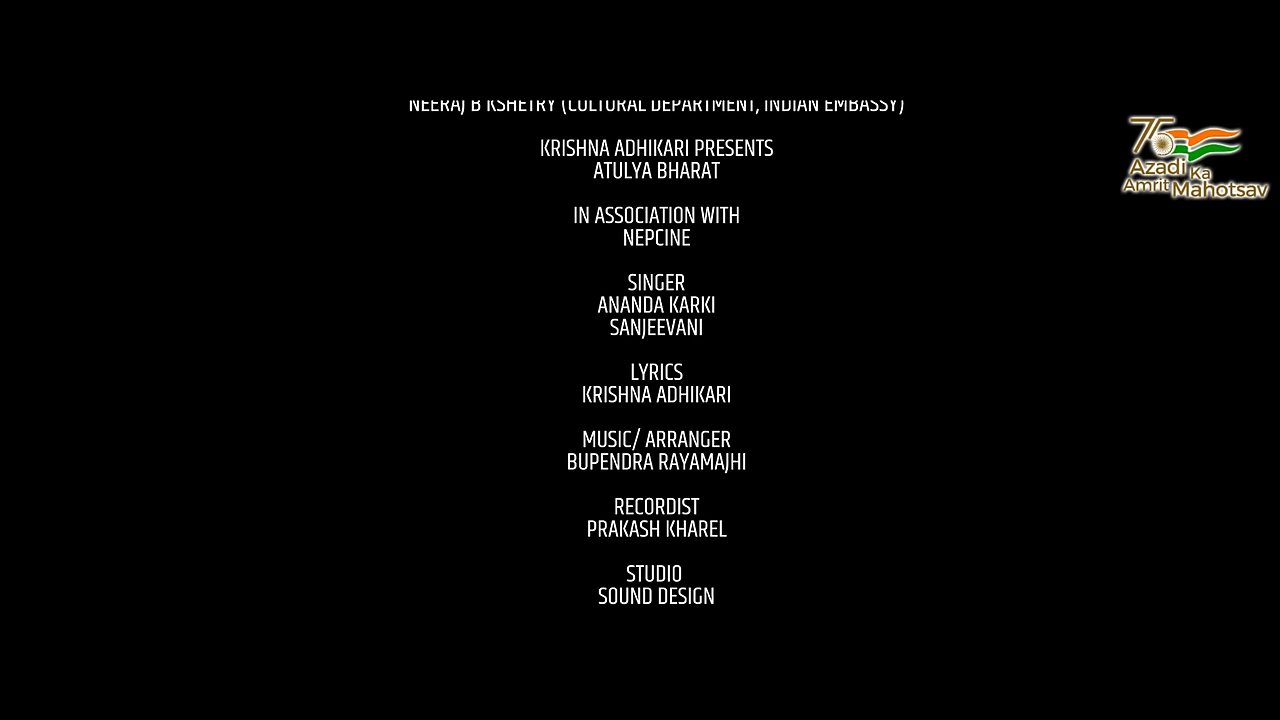 NEERAJ B KSHETRY (CULTURAL DEPARTMENT, INDIAN EMBASSY)
KRISHNA ADHIKARI PRESENTS
ATULYA BHARAT
IN ASSOCIATION WITH
NEPCINE
SINGER
ANANDA KARKI
SANJEEVANI
LYRICS
KRISHNA ADHIKARI
MUSIC/ ARRANGER
BUPENDRA RAYAMAJHI
RECORDIST
PRAKASH KHAREL
STUDIO
SOUND DESIGN
75
Azadi Ka
Amrit Mahotsav